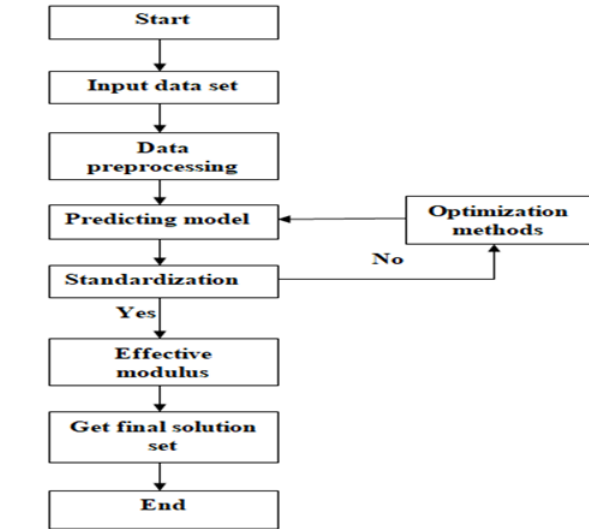 Start
Input data set
Data
preprocessing
Predicting model
Optimization
methods
Standardization
No
Yes
Effective
modulus
Get final solution
set
End